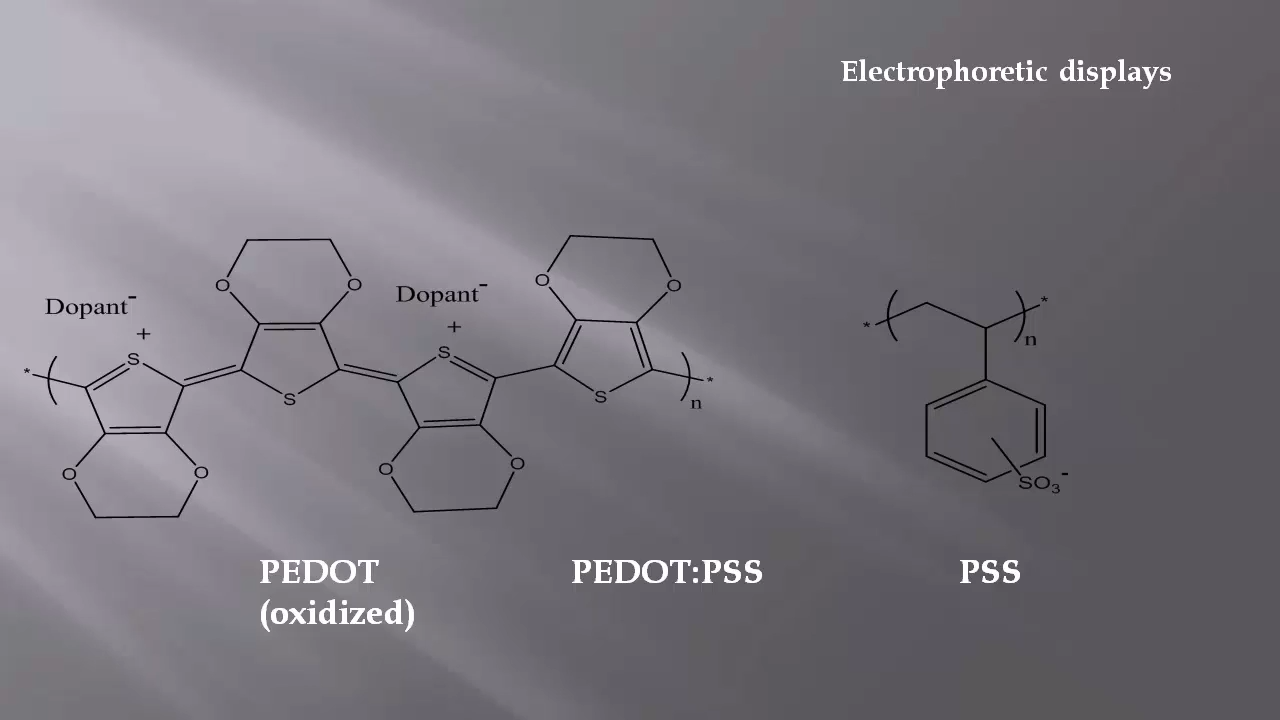 Electrophoretic displays
Dopant-
+
Dopant-
+
O
O
O
O
S
S
S
S
*
( ) n
*
O
O
O
O
*
( ) n
*
SO3-
PEDOT
(oxidized)
PEDOT:PSS
PSS